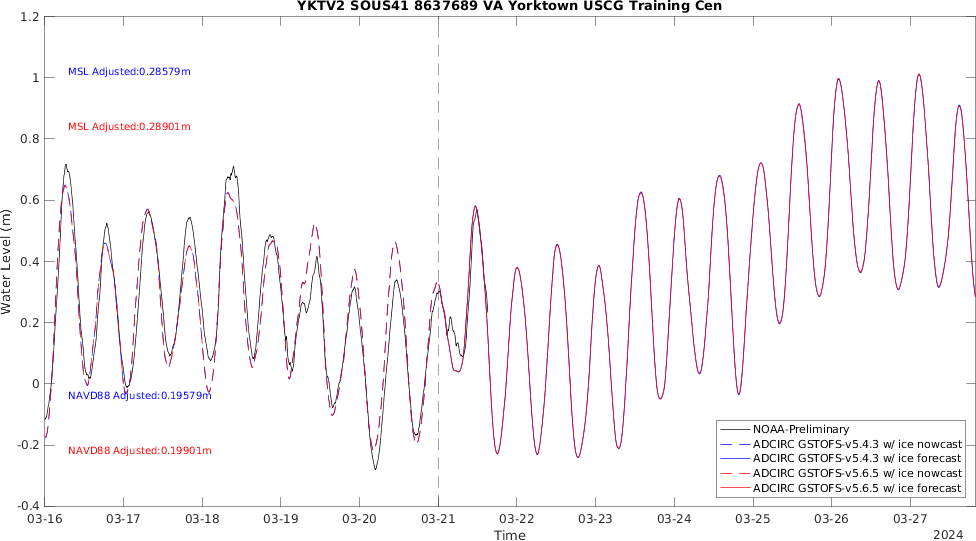 YKTV2 SOUS41 8637689 VA Yorktown USCG Training Cen
1.2
1
0.8
0.6
0.4
0.2
0
-0.2
-0.4
Water Level (m)
MSL Adjusted:0.28579m
MSL Adjusted:0.28901m
NAVD88 Adjusted:0.19579m
NAVD88 Adjusted:0.19901m
NOAA-Preliminary
ADCIRC GSTOFS-v5.4.3 w/ ice nowcast
ADCIRC GSTOFS-v5.4.3 w/ ice forecast
ADCIRC GSTOFS-v5.6.5 w/ ice nowcast
ADCIRC GSTOFS-v5.6.5 w/ ice forecast
03-16 03-17 03-18 03-19 03-20 03-21 03-22 03-23 03-24 03-25 03-26 03-27
Time
2024